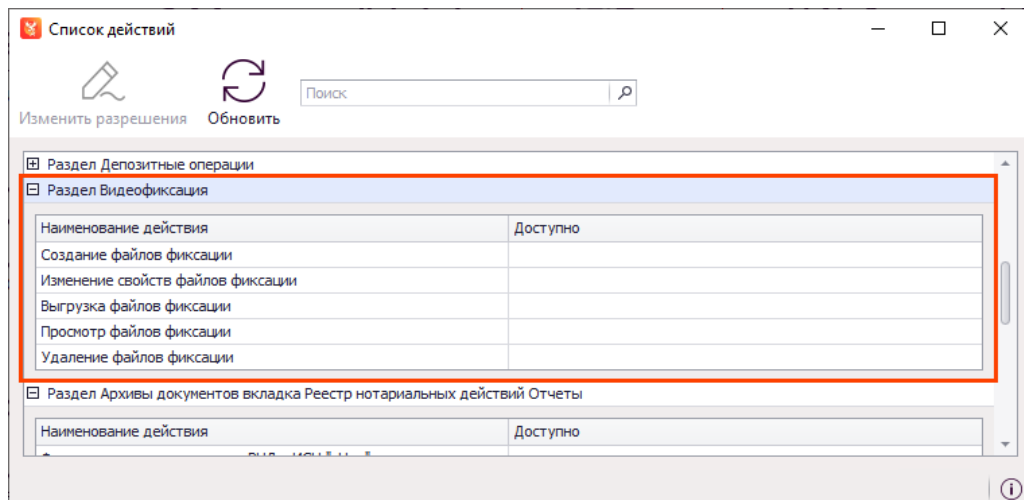 Список действий
Изменить разрешения
Обновить
Поиск
Раздел Депозитные операции
Раздел Видеофиксация
Наименование действия Доступно
Создание файлов фиксации
Изменение свойств файлов фиксации
Выгрузка файлов фиксации
Просмотр файлов фиксации
Удаление файлов фиксации
Раздел Архивы документов вкладка Реестр нотариальных действий Отчеты
Наименование действия Доступно